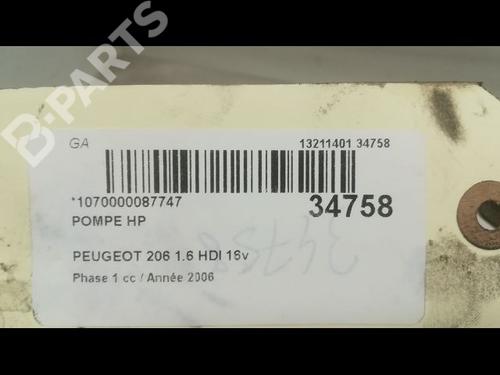 B-PARTS
GA
13211401 34758
*1070000087747
34758
POMPE HP
34758
PEUGEOT 206 1.6 HDI 16v
Phase 1 cc / Année 2006